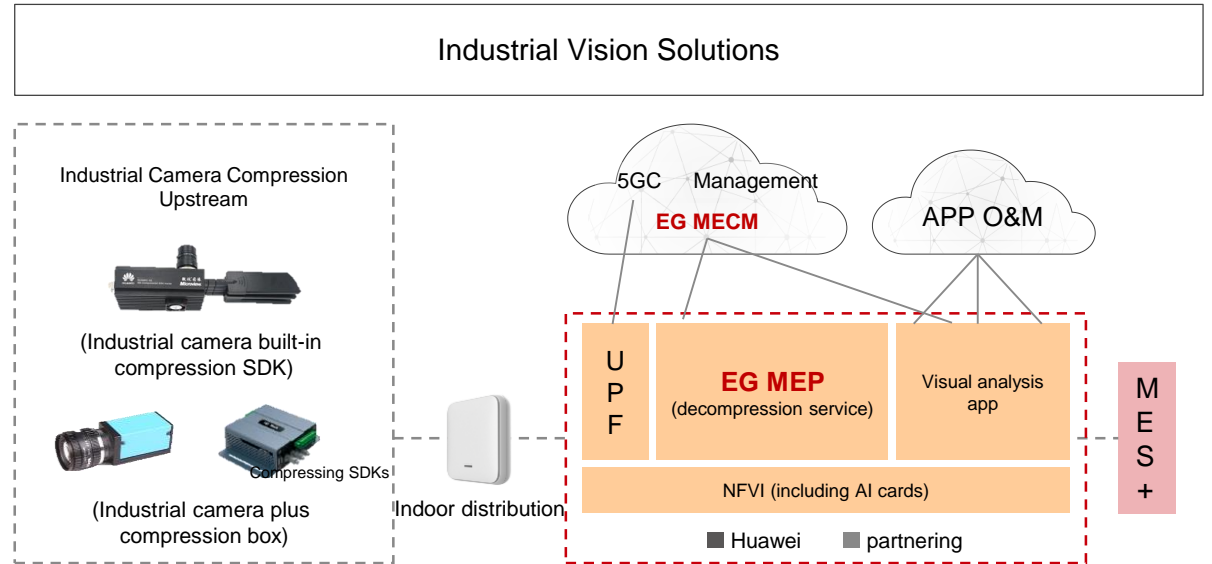 Industrial Vision Solutions
Industrial Camera Compression
Upstream
Microview
(Industrial camera built-in
compression SDK)
Compressing SDKs
(Industrial camera plus
compression box)
Indoor distribution
5GC Management
EG MECM
APP O&M
U
P
F
EG MEP
(decompression service)
Visual analysis
app
NFVI (including AI cards)
Huawei partnering
M
E
S
+